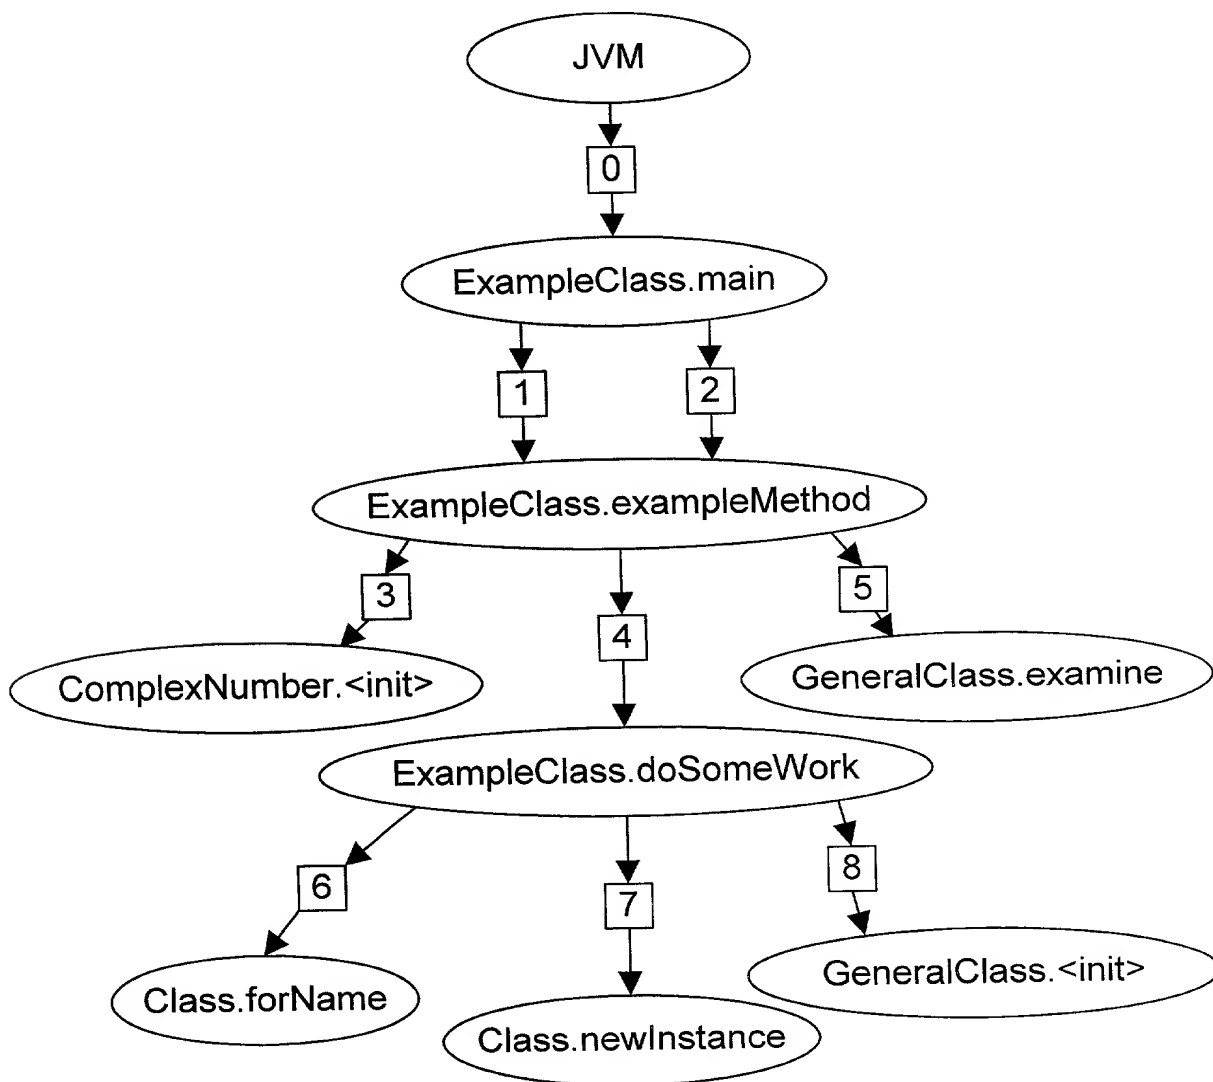 JVM
0
ExampleClass.main
1
2
ExampleClass.exampleMethod
3
4
5
ComplexNumber.<init>
GeneralClass.examine
ExampleClass.doSomeWork
6
7
8
Class.forName
Class.newInstance
GeneralClass.<init>